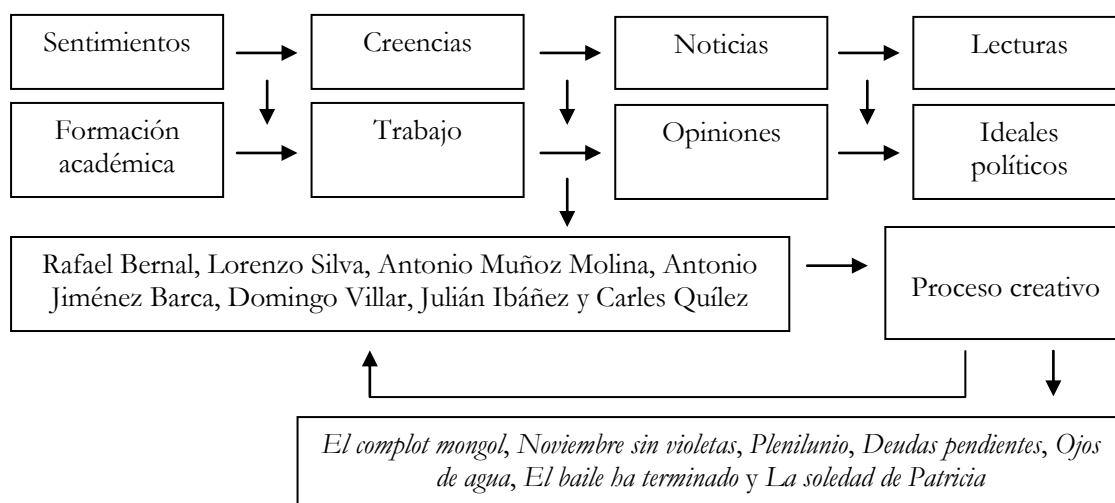 Sentimientos
Creencias
Noticias
Lecturas
Formación
académica
Trabajo
Opiniones
Ideales
políticos
Rafael Bernal, Lorenzo Silva, Antonio Muñoz Molina, Antonio
Jiménez Barca, Domingo Villar, Julián Ibáñez y Carles Quílez
Proceso creativo
El complot mongol, Noviembre sin violetas, Plenilunio, Deudas pendientes, Ojos
de agua, El baile ha terminado y La soledad de Patricia